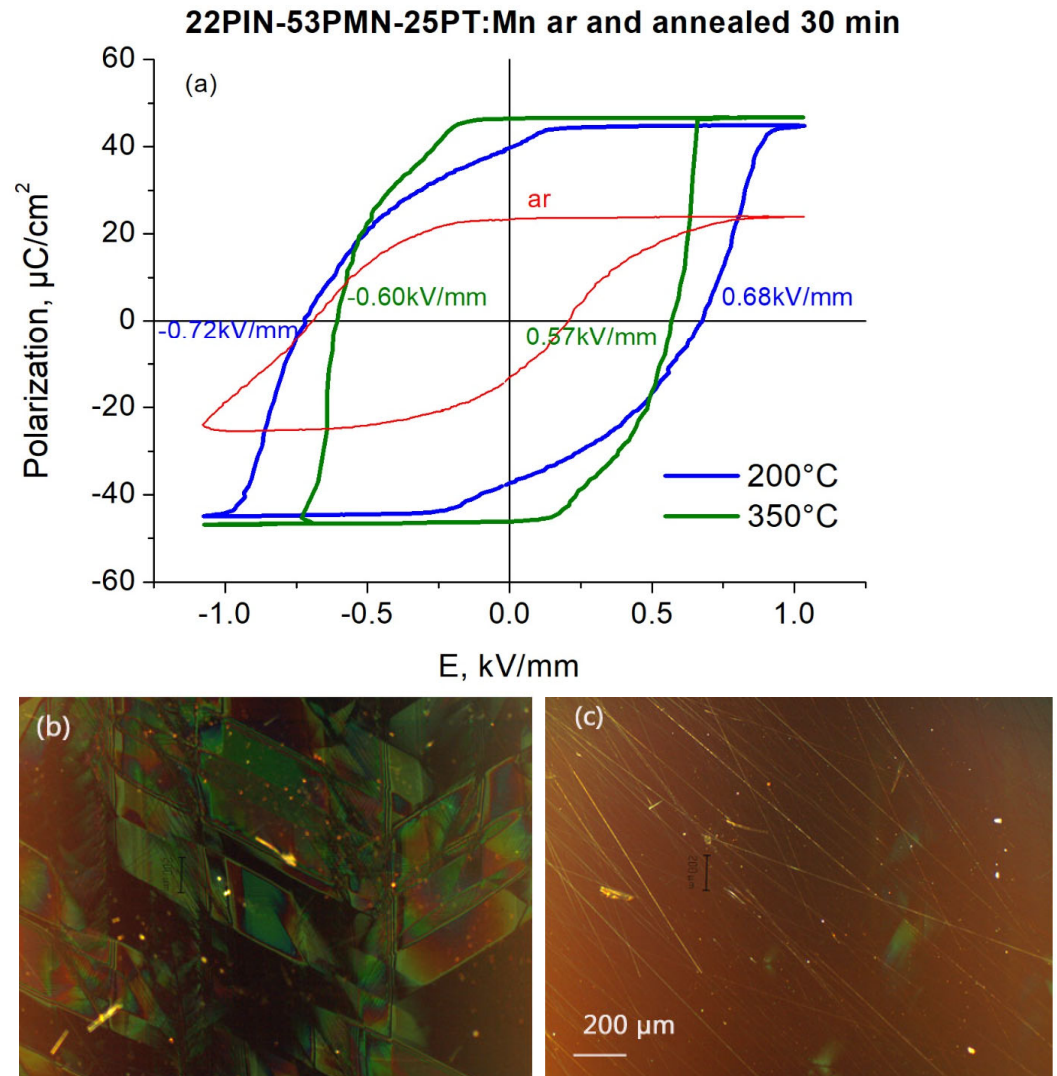 22PIN-53PMN-25PT:Mn ar and annealed 30 min
(a)
60
40
20
0
-20
-40
-60
Polarization, µC/cm²
ar
-0.60kV/mm
0.68kV/mm
-0.72kV/mm
0.57kV/mm
200°C
350°C
-1.0 -0.5 0.0 0.5 1.0
E, kV/mm
(b)
(c)
200µm
200 µm